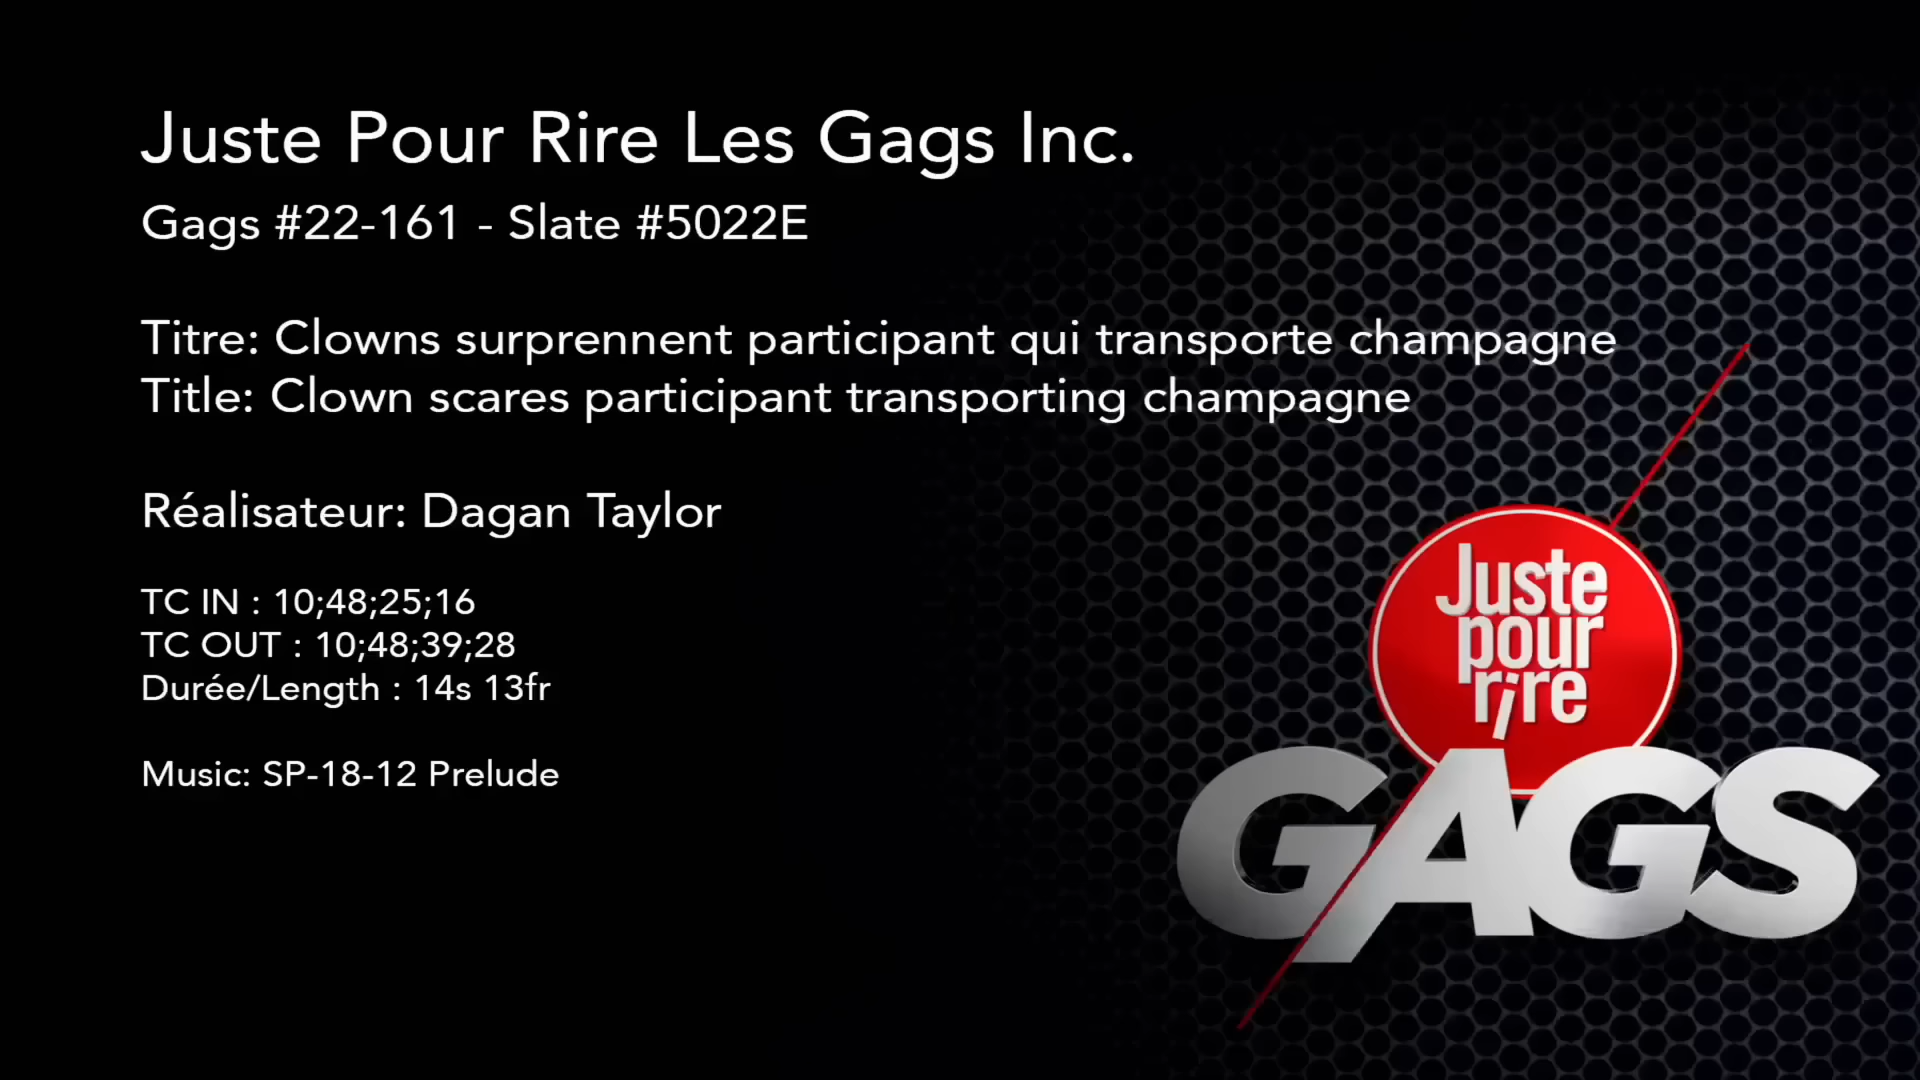 Juste Pour Rire Les Gags Inc.
Gags #22-161 - Slate #5022E
Titre: Clowns surprennent participant qui transporte champagne
Title: Clown scares participant transporting champagne
Réalisateur: Dagan Taylor
TC IN : 10;48;25;16
TC OUT : 10;48;39;28
Durée/Length : 14s 13fr
Music: SP-18-12 Prelude
Juste
pour
rire
GAGS